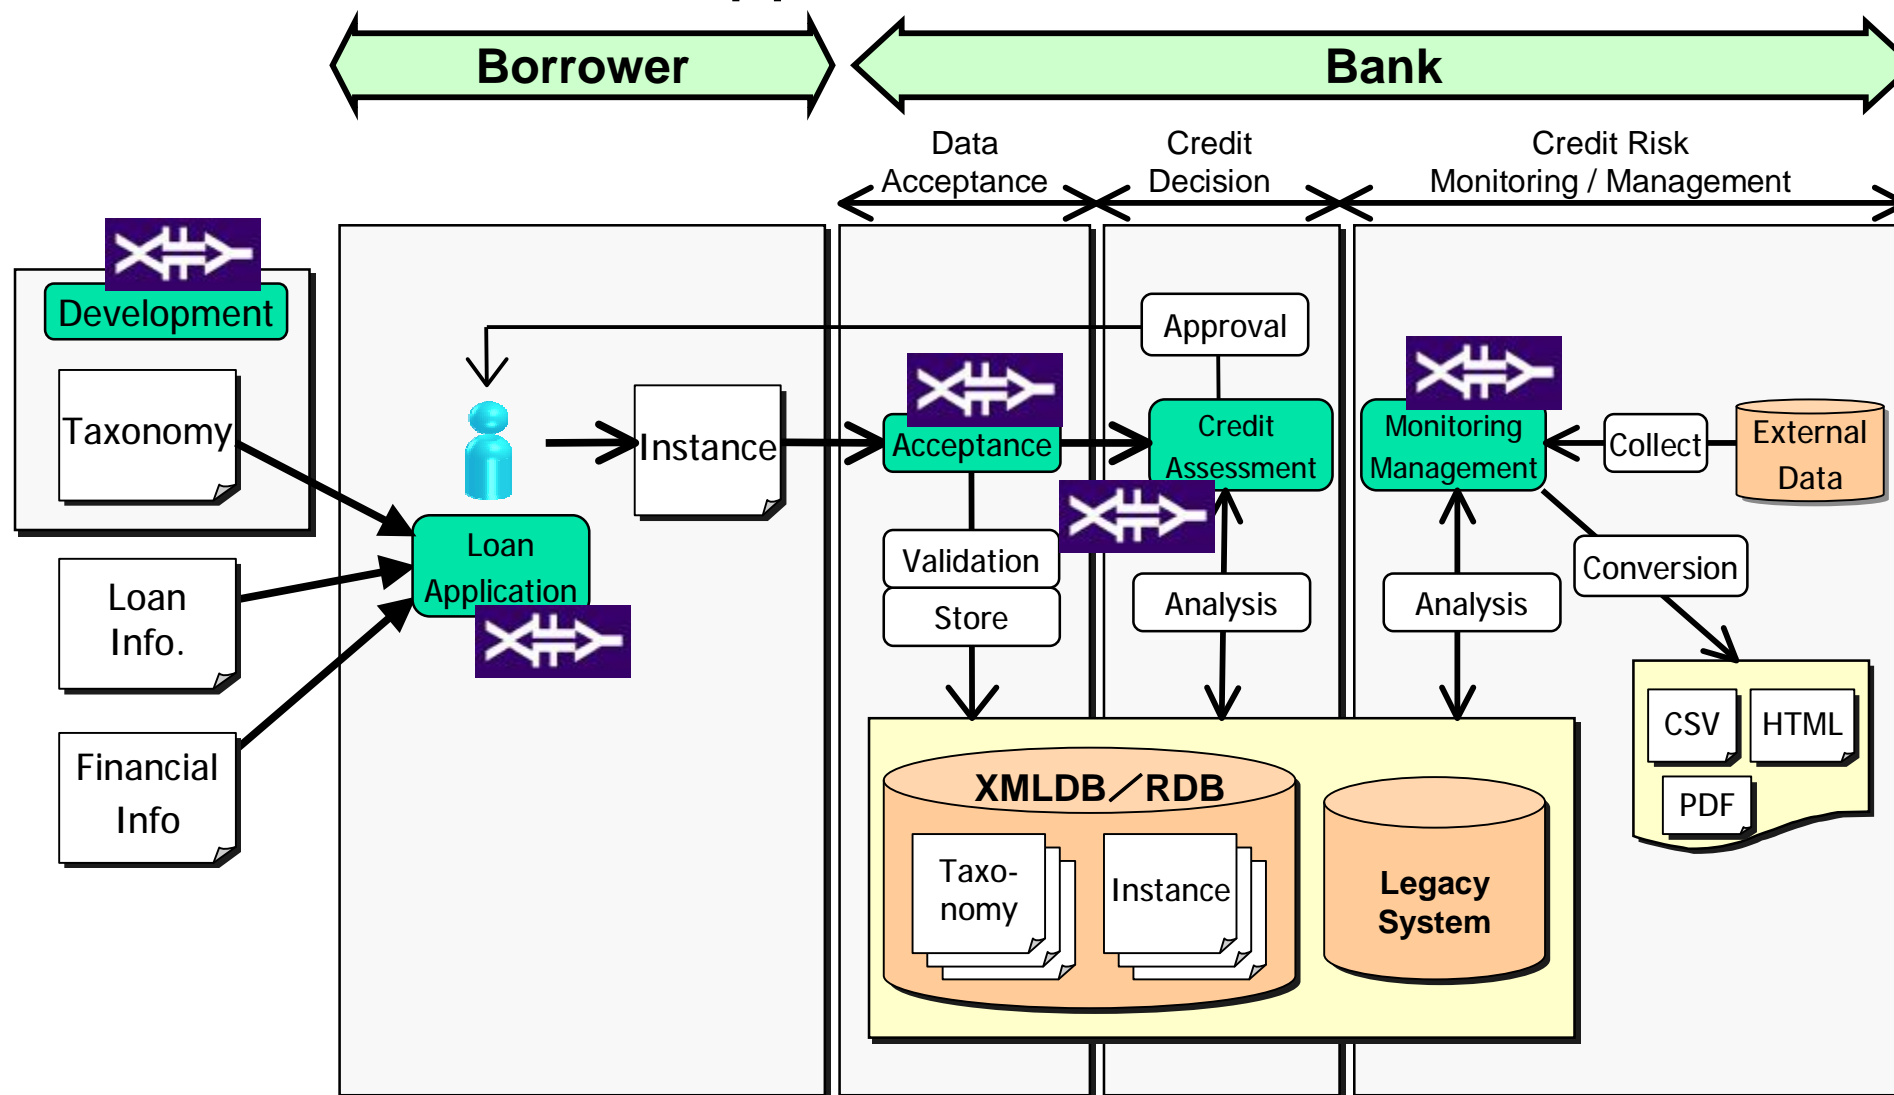 Borrower
Bank
Data
Acceptance
Credit
Decision
Credit Risk
Monitoring / Management
Development
Taxonomy
Loan
Info.
Financial
Info
Loan
Application
Instance
Approval
Acceptance
Validation
Store
Credit
Assessment
Analysis
Monitoring
Management
Collect
External
Data
Analysis
Conversion
CSV
HTML
PDF
XMLDB／RDB
Taxo-
nomy
Instance
Legacy
System